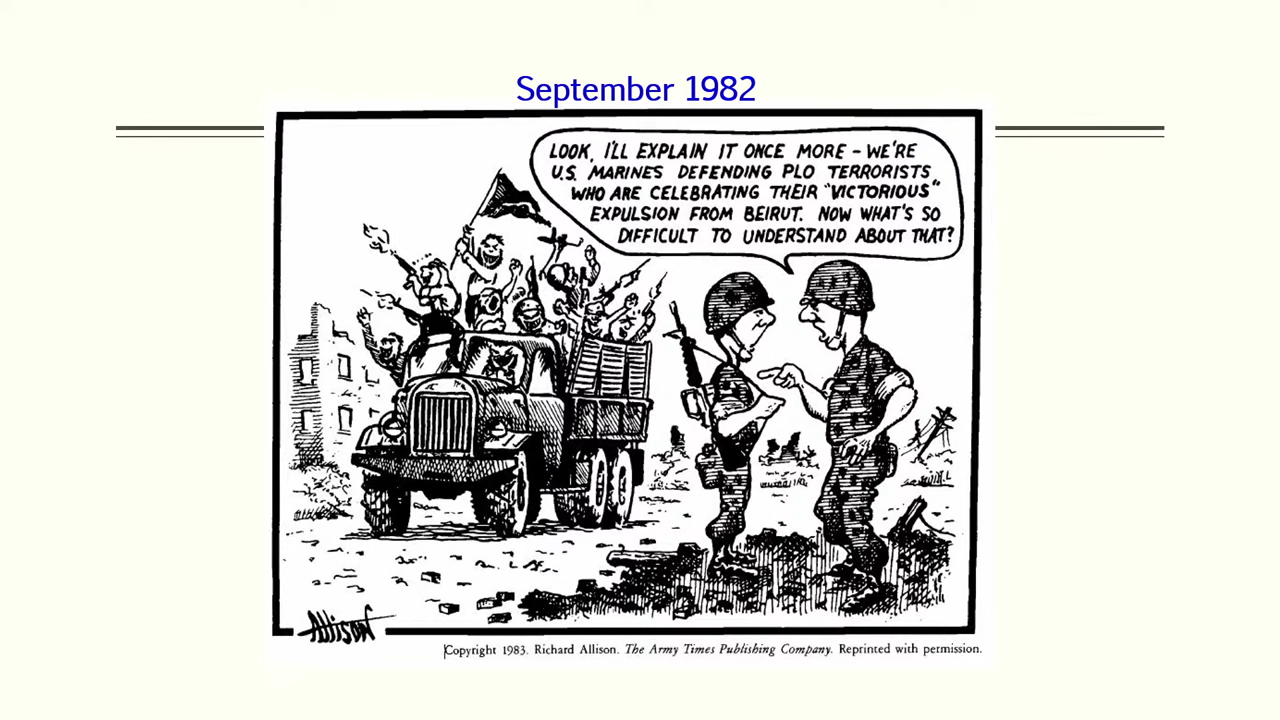 September 1982
LOOK, I'LL EXPLAIN IT ONCE MORE - WE'RE
U.S. MARINES DEFENDING PLO TERRORISTS
WHO ARE CELEBRATING THEIR "VICTORIOUS"
EXPULSION FROM BEIRUT. NOW WHAT'S SO
DIFFICULT TO UNDERSTAND ABOUT THAT?
Allison
Copyright 1983. Richard Allison. The Army Times Publishing Company. Reprinted with permission.